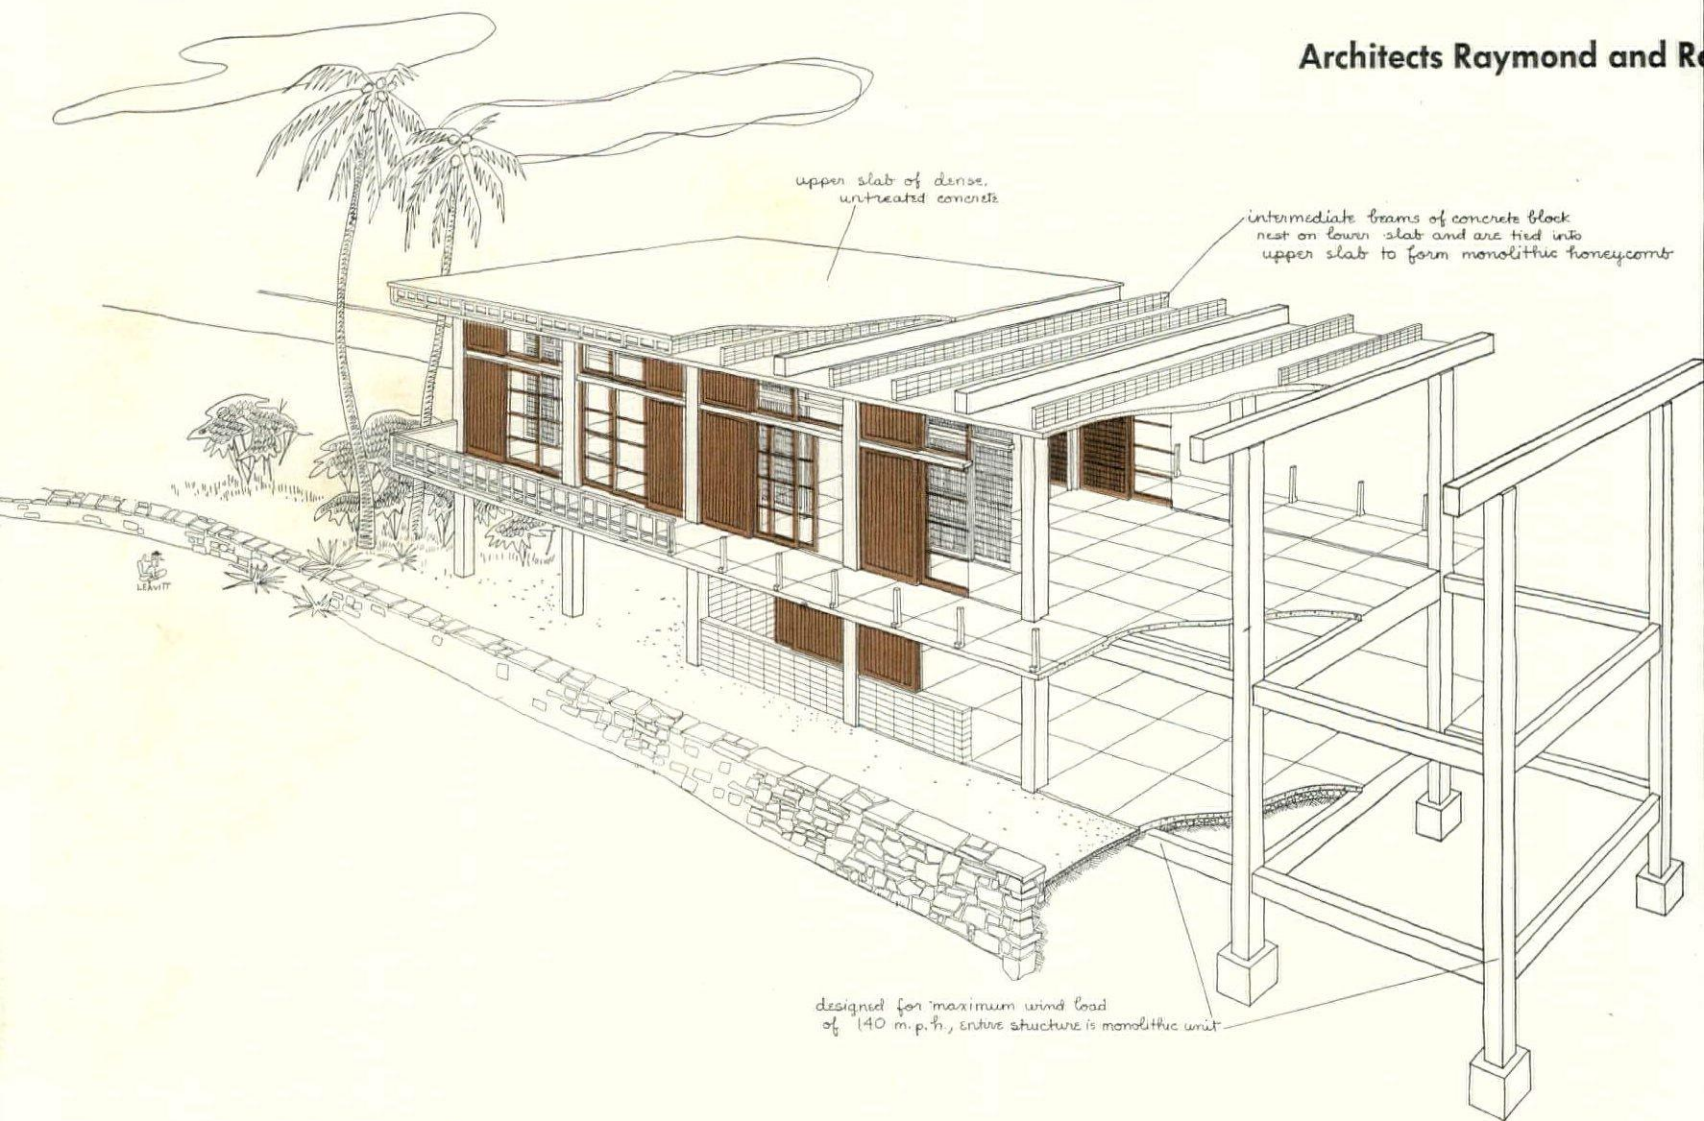 Architects Raymond and
upper slab of dense,
untreated concrete
intermediate beams of concrete block
rest on lower slab and are tied into
upper slab to form monolithic honeycomb
LEAVITT
designed for maximum wind load
of 140 m.p.h., entire structure is monolithic unit